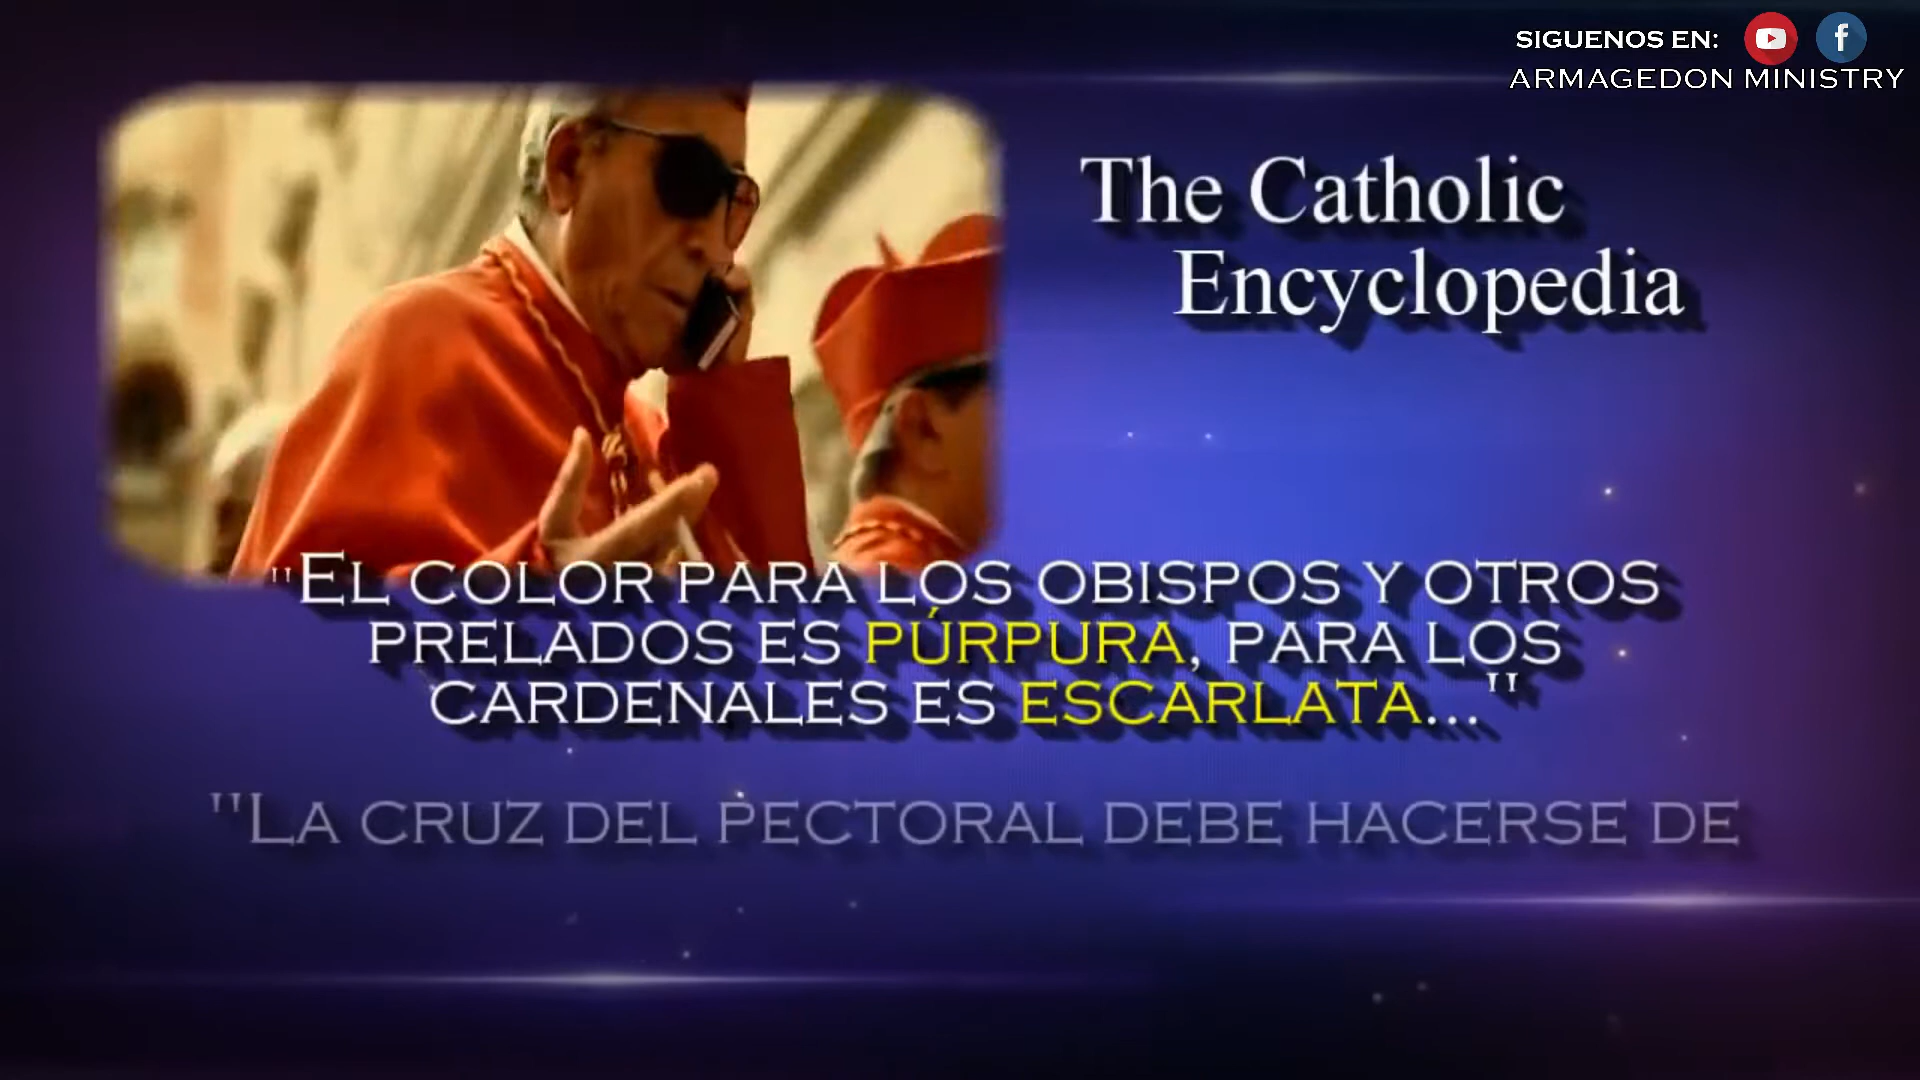 SIGUENOS EN:
ARMAGEDON MINISTRY
The Catholic
Encyclopedia
"EL COLOR PARA LOS OBISPOS Y OTROS
PRELADOS ES PÚRPURA, PARA LOS
CARDENALES ES ESCARLATA..."
"LA CRUZ DEL PECTORAL DEBE HACERSE DE